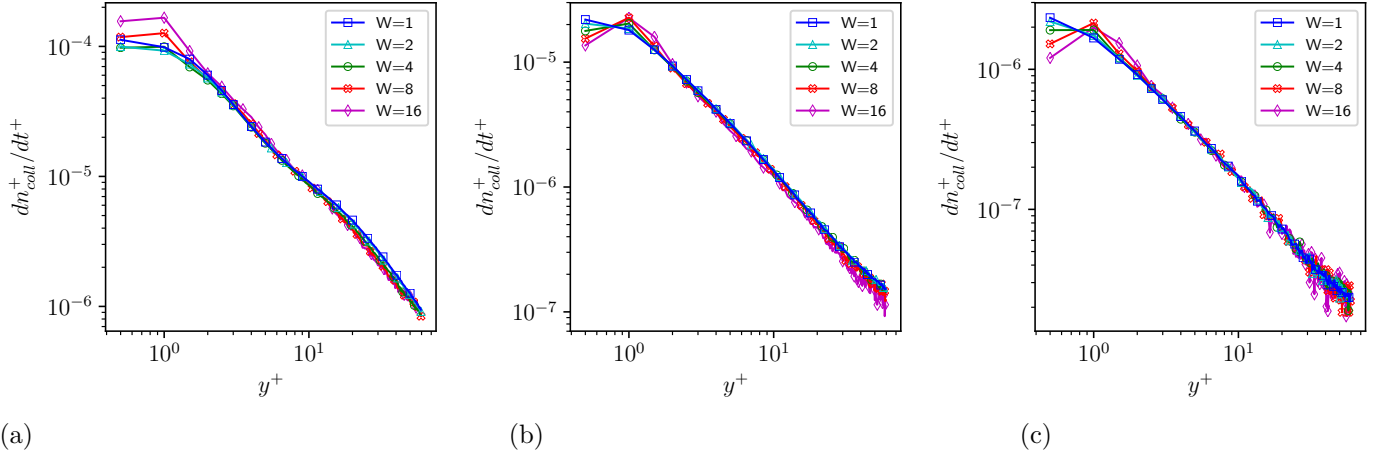 10^{-4}
10^{-5}
10^{-6}
dn^+_{coll}/dt^+
10^0
10^1
y^+
W=1
W=2
W=4
W=8
W=16
(a)
10^{-5}
10^{-6}
10^{-7}
dn^+_{coll}/dt^+
10^0
10^1
y^+
W=1
W=2
W=4
W=8
W=16
(b)
10^{-6}
10^{-7}
dn^+_{coll}/dt^+
10^0
10^1
y^+
W=1
W=2
W=4
W=8
W=16
(c)